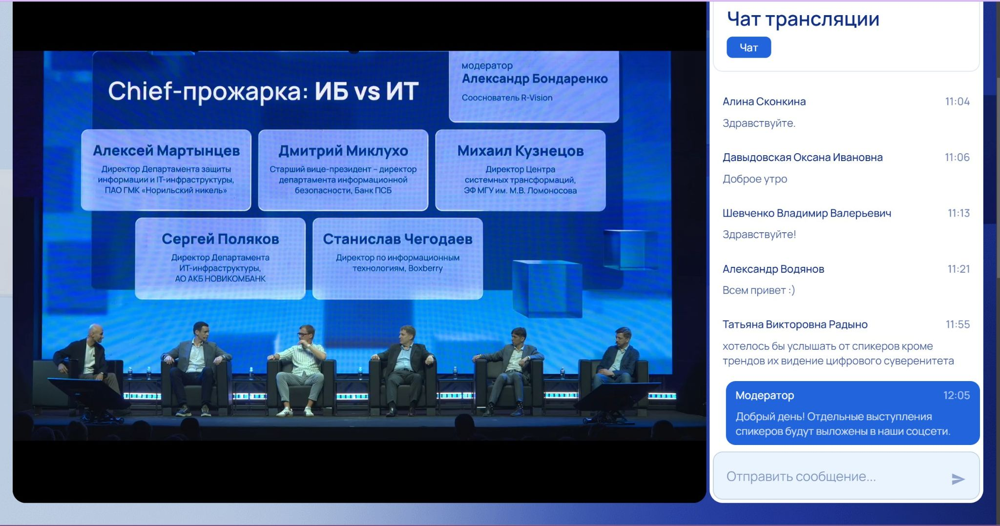 Chief-прожарка: ИБ vs ИТ
модератор
Александр Бондаренко
Сооснователь R-Vision
Алексей Мартынцев
Директор Департамента защиты
информации и IT-инфраструктуры,
ПАО ГМК «Норильский никель»
Дмитрий Миклухо
Старший вице-президент – директор
департамента информационной
безопасности, Банк ПСБ
Михаил Кузнецов
Директор Центра
системных трансформаций,
ЭФ МГУ им. М.В. Ломоносова
Сергей Поляков
Директор Департамента
ИТ-инфраструктуры,
АО АКБ НОВИКОМБАНК
Станислав Чегодаев
Директор по информационным
технологиям, Boxberry
Чат трансляции
Чат
Алина Сконкина 11:04
Здравствуйте.
Давыдовская Оксана Ивановна 11:06
Доброе утро
Шевченко Владимир Валерьевич 11:13
Здравствуйте!
Александр Водянов 11:21
Всем привет :)
Татьяна Викторовна Радыно 11:55
хотелось бы услышать от спикеров кроме
трендов их видение цифрового суверенитета
Модератор 12:05
Добрый день! Отдельные выступления
спикеров будут выложены в наши соцсети.
Отправить сообщение...